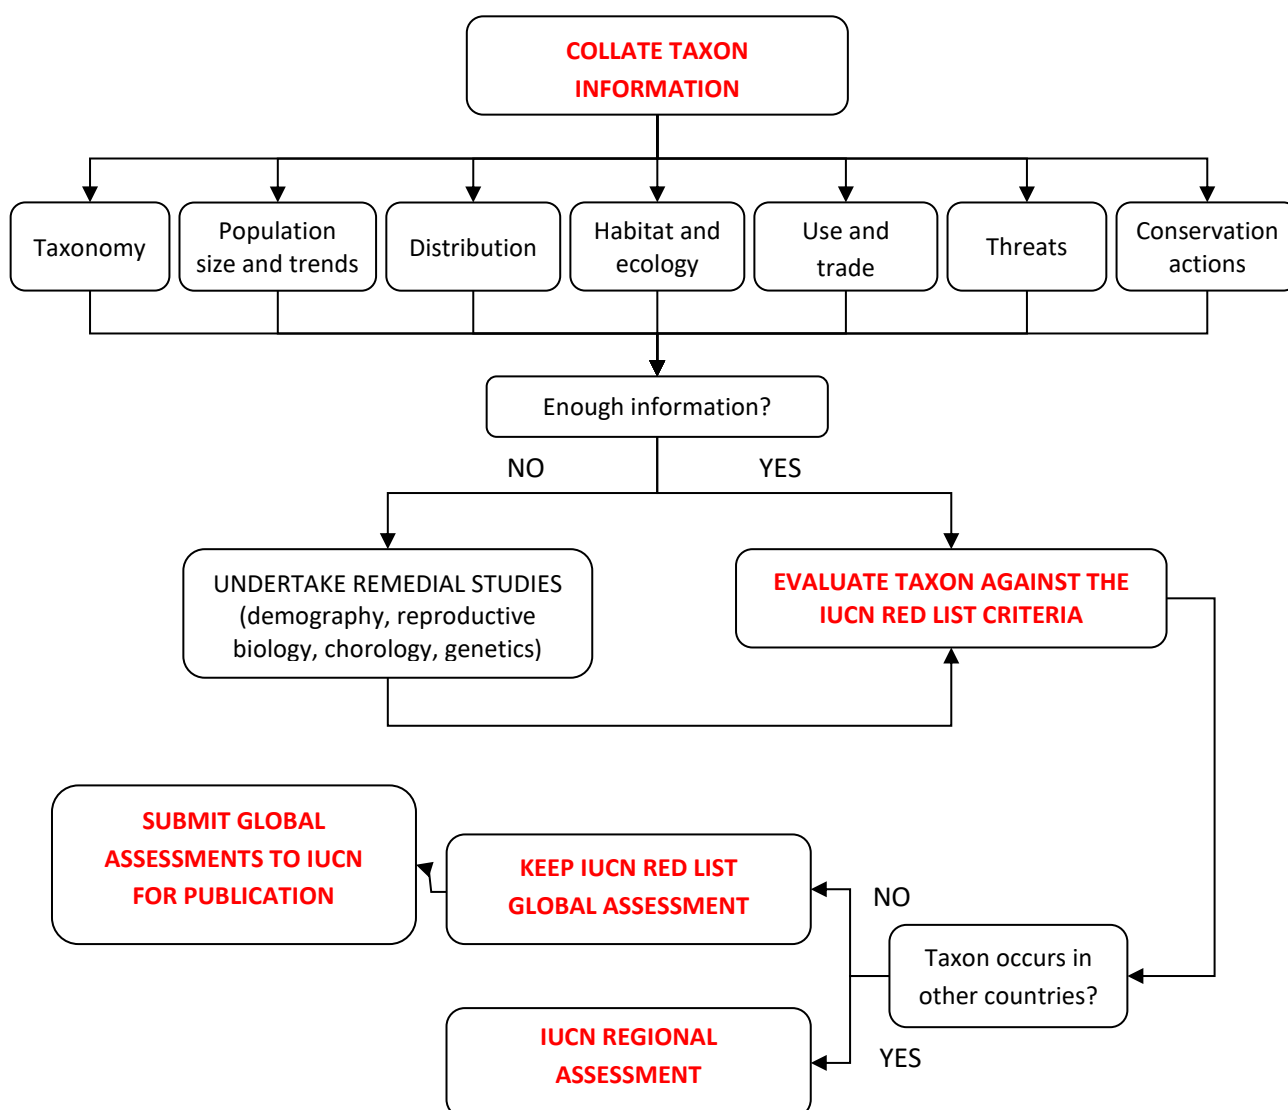 COLLATE TAXON
INFORMATION
Taxonomy
Population
size and trends
Distribution
Habitat and
ecology
Use and
trade
Threats
Conservation
actions
Enough information?
NO
YES
UNDERTAKE REMEDIAL STUDIES
(demography, reproductive
biology, chorology, genetics)
EVALUATE TAXON AGAINST THE
IUCN RED LIST CRITERIA
SUBMIT GLOBAL
ASSESSMENTS TO IUCN
FOR PUBLICATION
KEEP IUCN RED LIST
GLOBAL ASSESSMENT
NO
Taxon occurs in
other countries?
IUCN REGIONAL
ASSESSMENT
YES